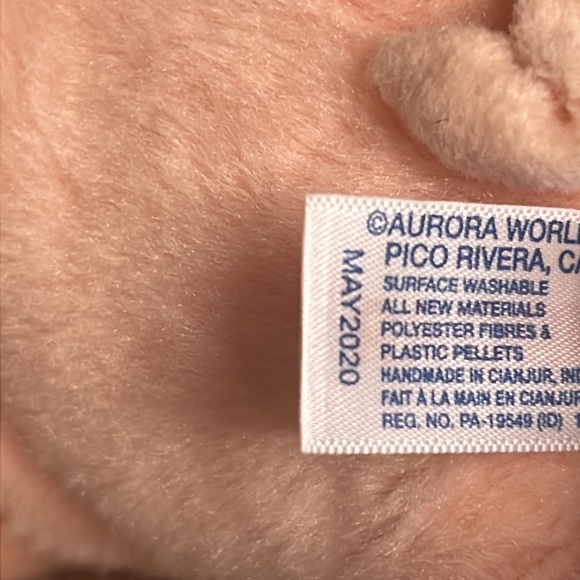 ©AURORA WORL
PICO RIVERA, CA
SURFACE WASHABLE
ALL NEW MATERIALS
POLYESTER FIBRES &
PLASTIC PELLETS
HANDMADE IN CIANJUR, IND
FAIT À LA MAIN EN CIANJUR
REG. NO. PA-19549 (ID) 1
MAY2020